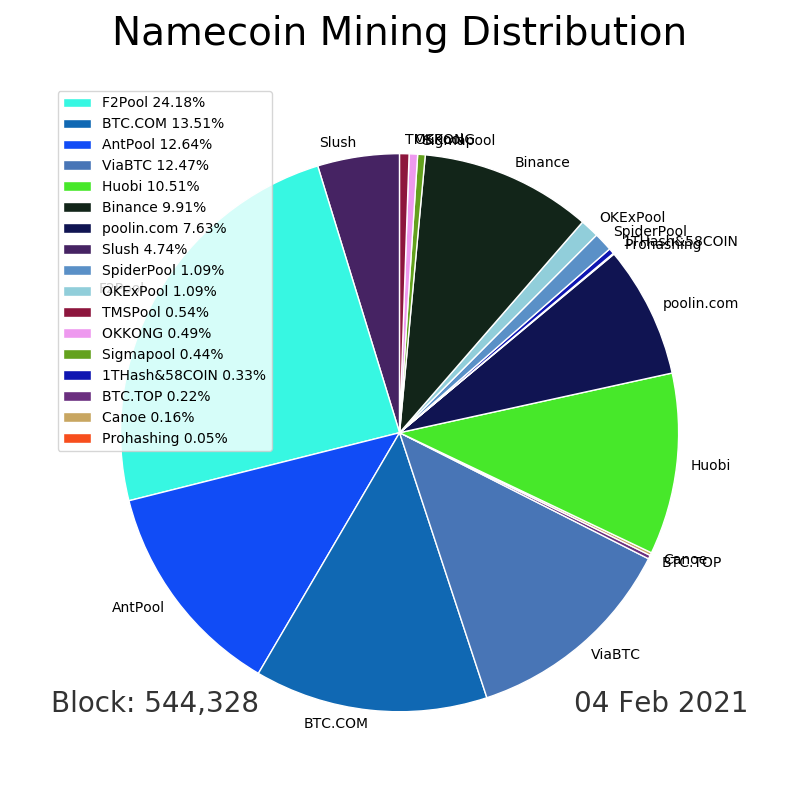 Namecoin Mining Distribution
F2Pool 24.18%
BTC.COM 13.51%
AntPool 12.64%
ViaBTC 12.47%
Huobi 10.51%
Binance 9.91%
poolin.com 7.63%
Slush 4.74%
SpiderPool 1.09%
OKExPool 1.09%
TMSPool 0.54%
OKKONG 0.49%
Sigmapool 0.44%
1THash&58COIN 0.33%
BTC.TOP 0.22%
Canoe 0.16%
Prohashing 0.05%
Slush
TMSPool
OKKONG
Sigmapool
Binance
OKExPool
SpiderPool
1THash&58COIN
Prohashing
poolin.com
Huobi
Canoe
BTC.TOP
ViaBTC
BTC.COM
AntPool
F2Pool
Block: 544,328
04 Feb 2021